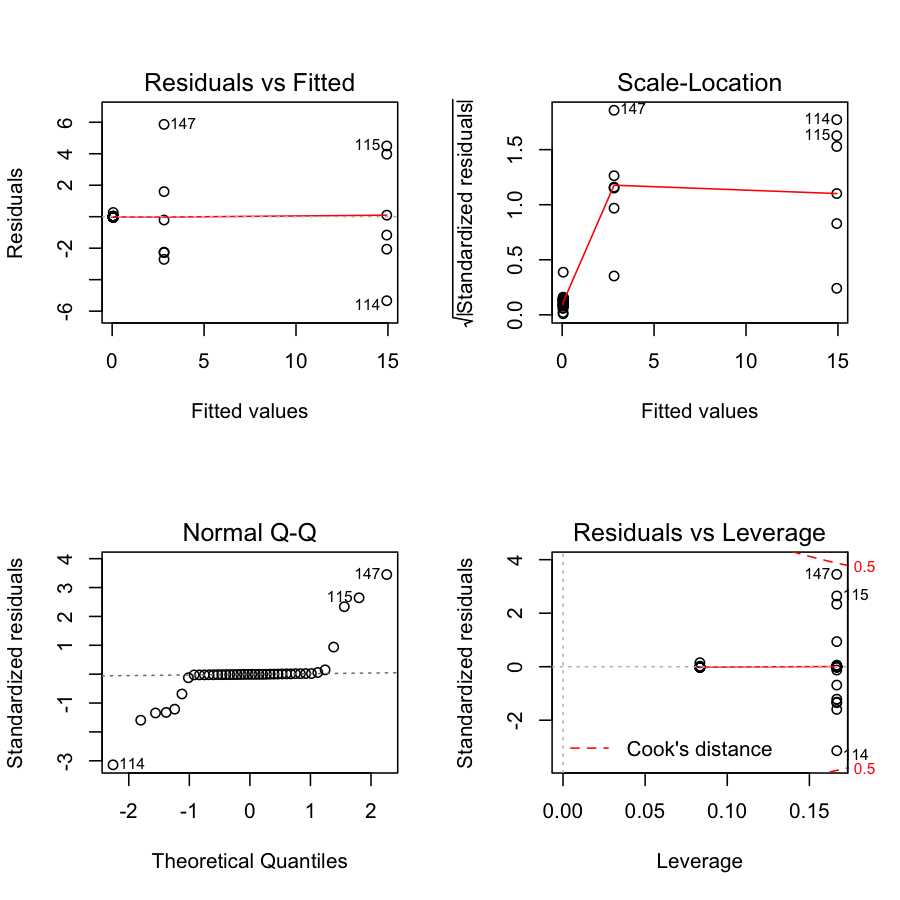 Residuals vs Fitted
Residuals
6
4
2
-2
-6
147
115
114
0 5 10 15
Fitted values
Scale-Location
√|Standardized residuals|
1.5
1.0
0.5
0.0
147
114
115
0 5 10 15
Fitted values
Normal Q-Q
Standardized residuals
4
3
2
1
-1
-3
147
115
114
-2 -1 0 1 2
Theoretical Quantiles
Residuals vs Leverage
Standardized residuals
4
2
0
-2
0.5
147
115
114
Cook's distance
0.5
0.00 0.05 0.10 0.15
Leverage